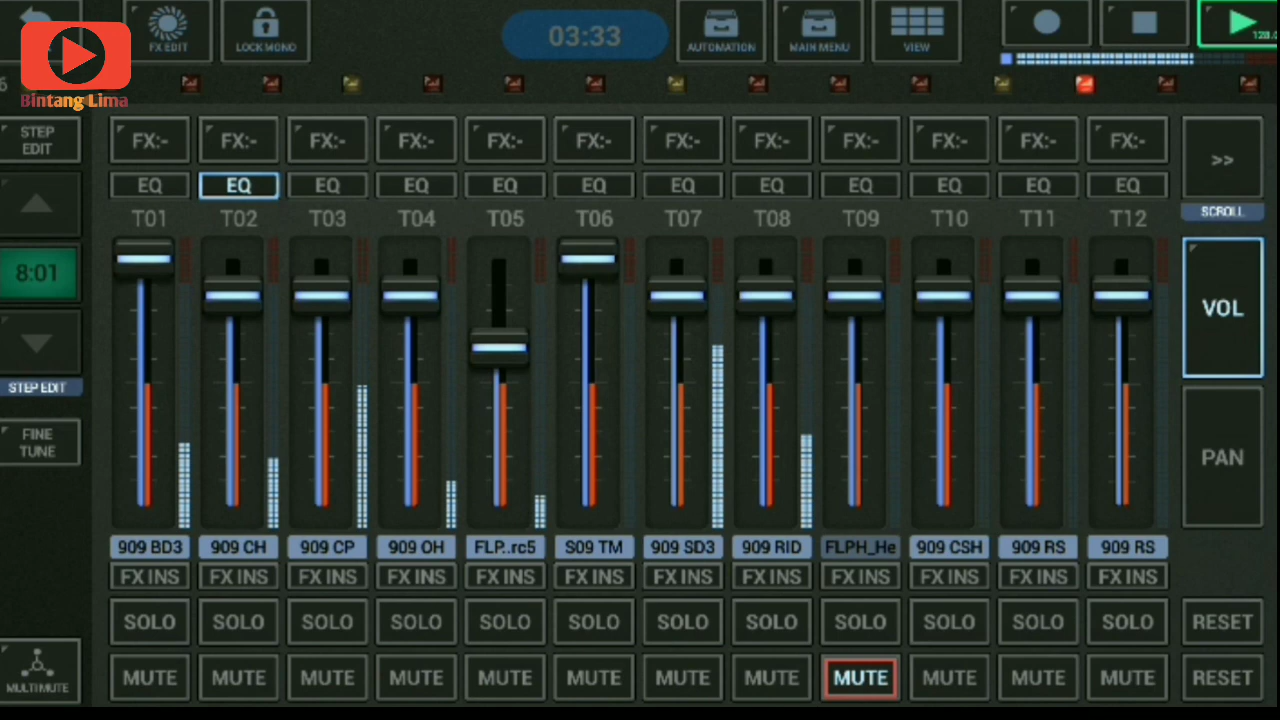 FX EDIT
LOCK MONO
03:33
AUTOMATION
MAIN MENU
VIEW
128.0
6
Bintang Lima
STEP
EDIT
FX:- FX:- FX:- FX:- FX:- FX:- FX:- FX:- FX:- FX:- FX:- FX:-
>>
EQ EQ EQ EQ EQ EQ EQ EQ EQ EQ EQ EQ
T01 T02 T03 T04 T05 T06 T07 T08 T09 T10 T11 T12
SCROLL
8:01
VOL
STEP EDIT
FINE
TUNE
PAN
909 BD3 909 CH 909 CP 909 OH FLP..rc5 S09 TM 909 SD3 909 RID FLPH_He 909 CSH 909 RS 909 RS
FX INS FX INS FX INS FX INS FX INS FX INS FX INS FX INS FX INS FX INS FX INS FX INS
SOLO SOLO SOLO SOLO SOLO SOLO SOLO SOLO SOLO SOLO SOLO SOLO RESET
MULTIMUTE
MUTE MUTE MUTE MUTE MUTE MUTE MUTE MUTE MUTE MUTE MUTE MUTE RESET